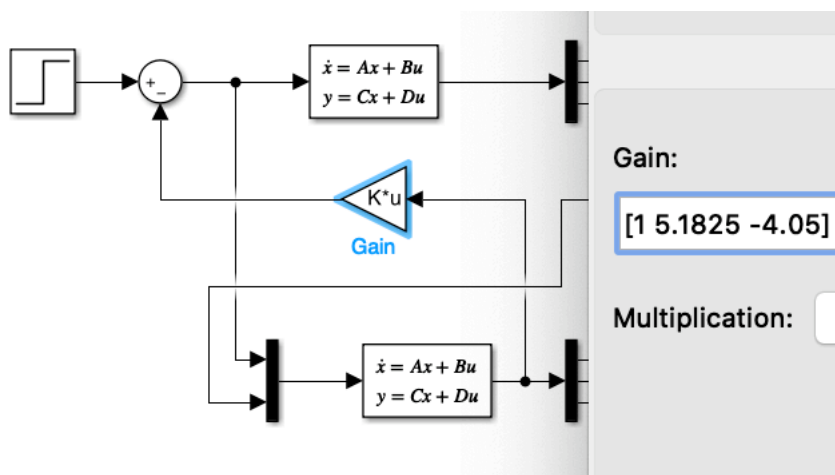 +
−
ẋ = Ax + Bu
y = Cx + Du
K*u
Gain
ẋ = Ax + Bu
y = Cx + Du
Gain:
[1 5.1825 -4.05]
Multiplication: